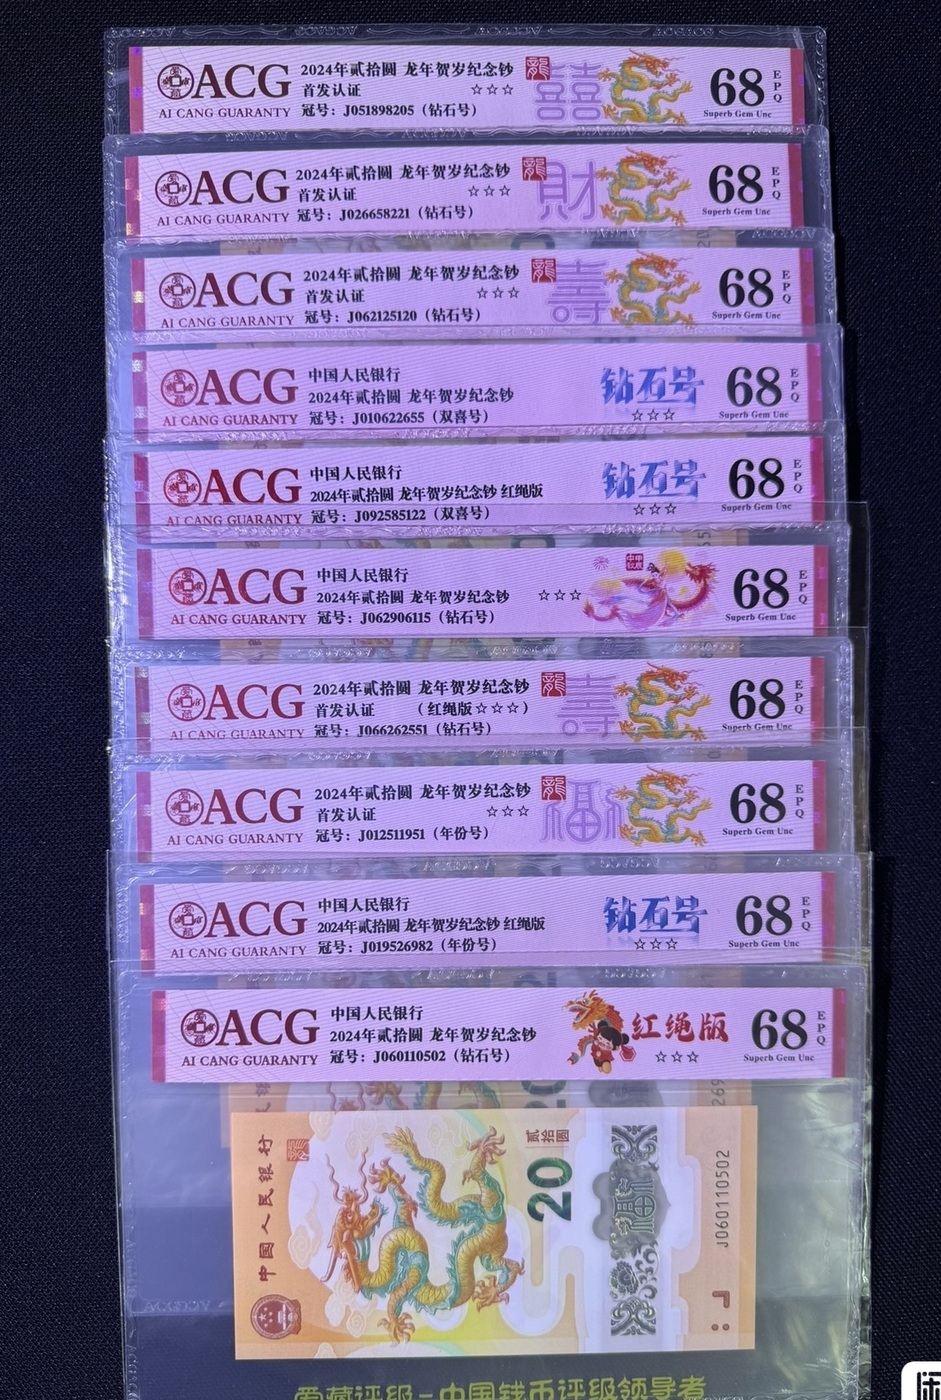 ACG
AI CANG GUARANTY
2024年贰拾圆 龙年贺岁纪念钞
首发认证 ☆☆☆
冠号：J051898205（钻石号）
龍
囍
68
EPQ
Superb Gem Unc
ACG
AI CANG GUARANTY
2024年贰拾圆 龙年贺岁纪念钞
首发认证 ☆☆☆
冠号：J026658221（钻石号）
龍
財
68
EPQ
Superb Gem Unc
ACG
AI CANG GUARANTY
2024年贰拾圆 龙年贺岁纪念钞
首发认证 ☆☆☆
冠号：J062125120（钻石号）
龍
壽
68
EPQ
Superb Gem Unc
ACG
AI CANG GUARANTY
中国人民银行
2024年贰拾圆 龙年贺岁纪念钞
冠号：J010622655（双喜号）
钻石号
☆☆☆
68
EPQ
Superb Gem Unc
ACG
AI CANG GUARANTY
中国人民银行
2024年贰拾圆 龙年贺岁纪念钞 红绳版
冠号：J092585122（双喜号）
钻石号
☆☆☆
68
EPQ
Superb Gem Unc
ACG
AI CANG GUARANTY
中国人民银行
2024年贰拾圆 龙年贺岁纪念钞 ☆☆☆
冠号：J062906115（钻石号）
68
EPQ
Superb Gem Unc
ACG
AI CANG GUARANTY
2024年贰拾圆 龙年贺岁纪念钞
首发认证 （红绳版☆☆☆）
冠号：J066262551（钻石号）
龍
壽
68
EPQ
Superb Gem Unc
ACG
AI CANG GUARANTY
2024年贰拾圆 龙年贺岁纪念钞
首发认证 ☆☆☆
冠号：J012511951（年份号）
龍
福
68
EPQ
Superb Gem Unc
ACG
AI CANG GUARANTY
中国人民银行
2024年贰拾圆 龙年贺岁纪念钞 红绳版
冠号：J019526982（年份号）
钻石号
☆☆☆
68
EPQ
Superb Gem Unc
ACG
AI CANG GUARANTY
中国人民银行
2024年贰拾圆 龙年贺岁纪念钞
冠号：J060110502（钻石号）
红绳版
☆☆☆
68
EPQ
Superb Gem Unc
中国人民银行
贰拾圆
20
福
J060110502
爱藏评级－中国钱币评级领导者